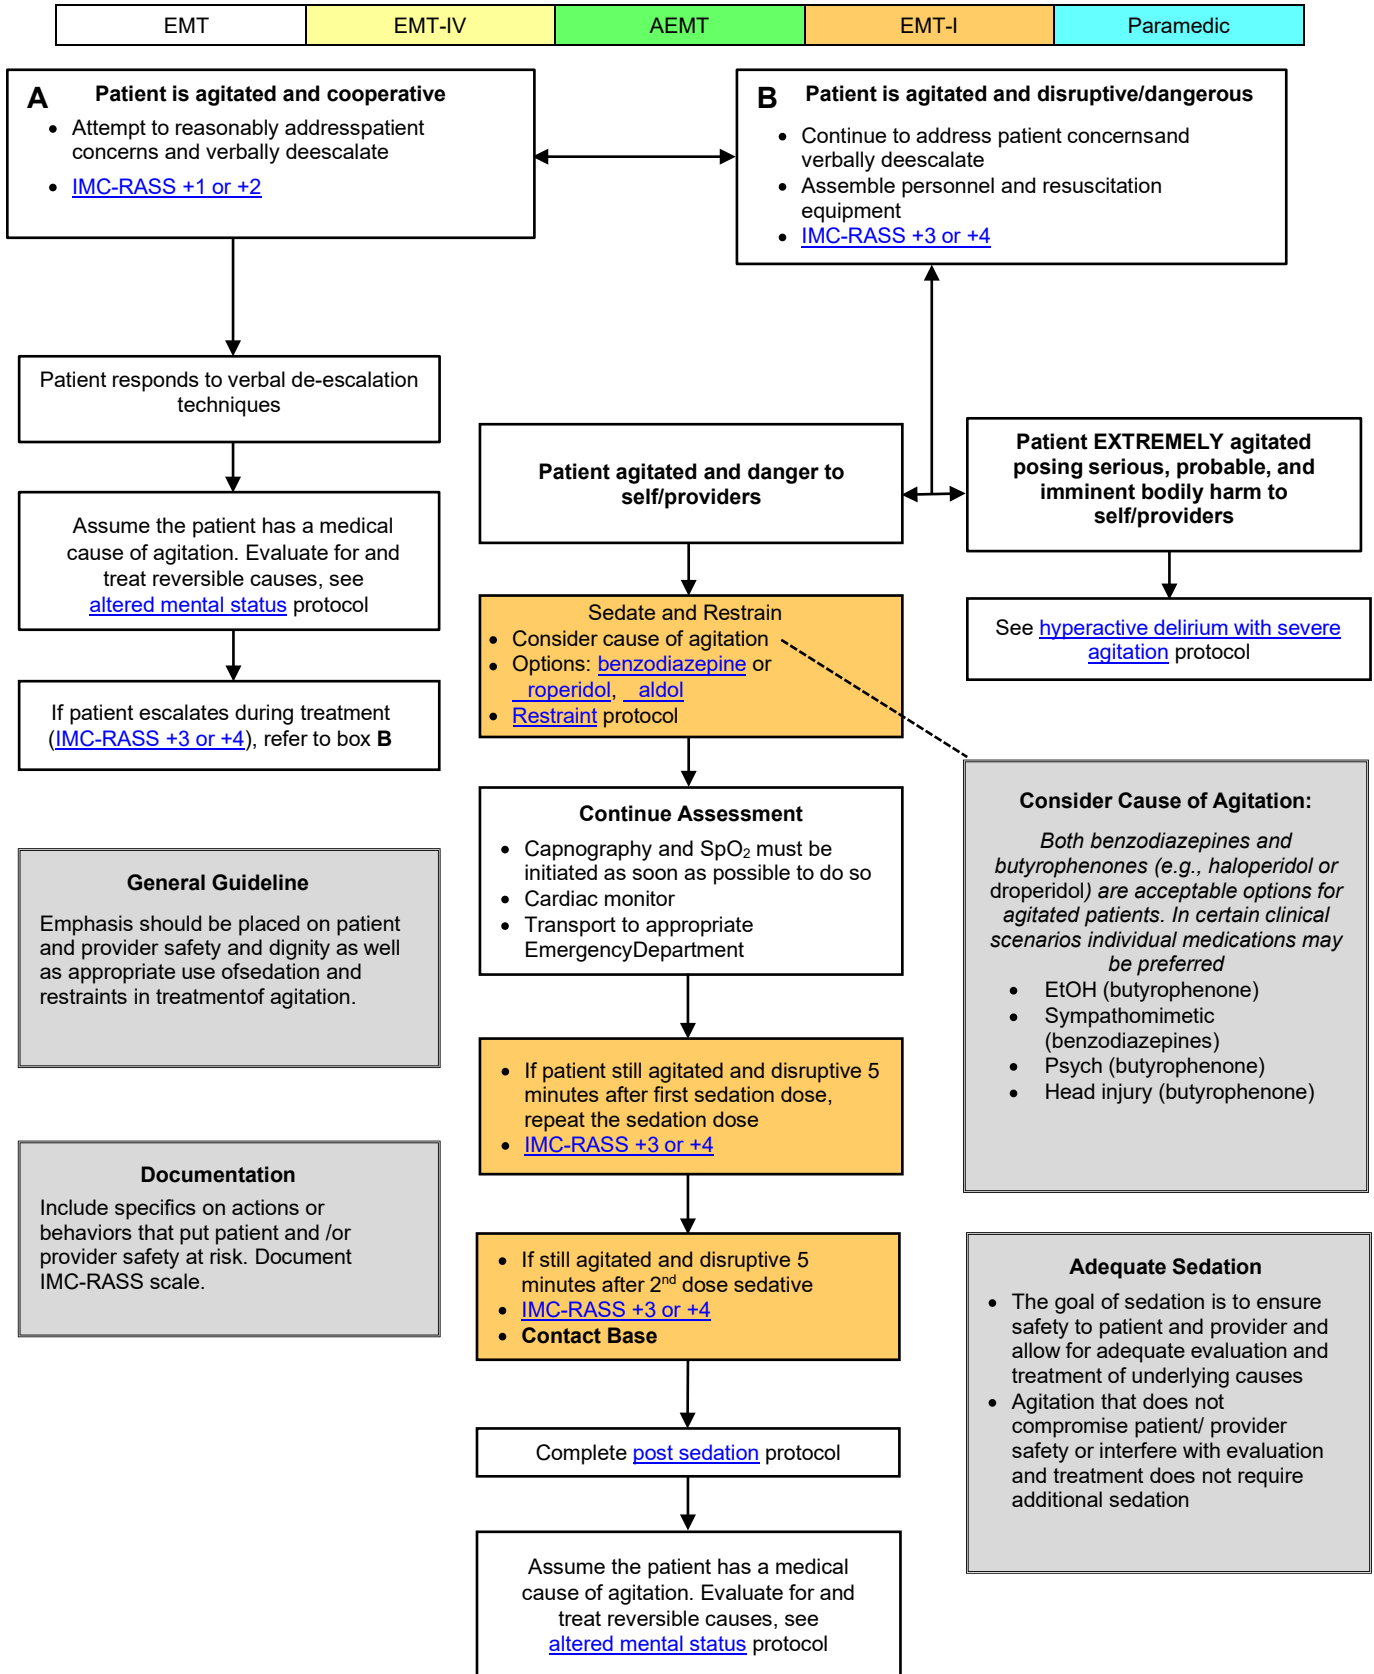 EMT
EMT-IV
AEMT
EMT-I
Paramedic
A Patient is agitated and cooperative
• Attempt to reasonably addresspatient
concerns and verbally deescalate
• IMC-RASS +1 or +2
B Patient is agitated and disruptive/dangerous
• Continue to address patient concernsand
verbally deescalate
• Assemble personnel and resuscitation
equipment
• IMC-RASS +3 or +4
Patient responds to verbal de-escalation
techniques
Assume the patient has a medical
cause of agitation. Evaluate for and
treat reversible causes, see
altered mental status protocol
If patient escalates during treatment
(IMC-RASS +3 or +4), refer to box B
General Guideline
Emphasis should be placed on patient
and provider safety and dignity as well
as appropriate use ofsedation and
restraints in treatmentof agitation.
Documentation
Include specifics on actions or
behaviors that put patient and /or
provider safety at risk. Document
IMC-RASS scale.
Patient agitated and danger to
self/providers
Sedate and Restrain
• Consider cause of agitation
• Options: benzodiazepine or
roperidol, aldol
• Restraint protocol
Continue Assessment
• Capnography and SpO2 must be
initiated as soon as possible to do so
• Cardiac monitor
• Transport to appropriate
EmergencyDepartment
• If patient still agitated and disruptive 5
minutes after first sedation dose,
repeat the sedation dose
• IMC-RASS +3 or +4
• If still agitated and disruptive 5
minutes after 2nd dose sedative
• IMC-RASS +3 or +4
• Contact Base
Complete post sedation protocol
Assume the patient has a medical
cause of agitation. Evaluate for and
treat reversible causes, see
altered mental status protocol
Patient EXTREMELY agitated
posing serious, probable, and
imminent bodily harm to
self/providers
See hyperactive delirium with severe
agitation protocol
Consider Cause of Agitation:
Both benzodiazepines and
butyrophenones (e.g., haloperidol or
droperidol) are acceptable options for
agitated patients. In certain clinical
scenarios individual medications may
be preferred
• EtOH (butyrophenone)
• Sympathomimetic
(benzodiazepines)
• Psych (butyrophenone)
• Head injury (butyrophenone)
Adequate Sedation
• The goal of sedation is to ensure
safety to patient and provider and
allow for adequate evaluation and
treatment of underlying causes
• Agitation that does not
compromise patient/ provider
safety or interfere with evaluation
and treatment does not require
additional sedation